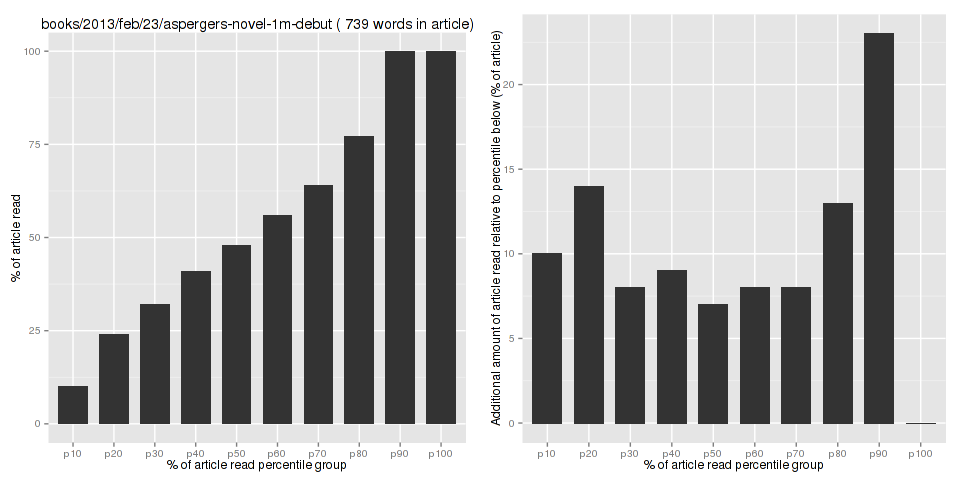 books/2013/feb/23/aspergers-novel-1m-debut ( 739 words in article)
% of article read
100
75
50
25
0
p10 p20 p30 p40 p50 p60 p70 p80 p90 p100
% of article read percentile group
Additional amount of article read relative to percentile below (% of article)
20
15
10
5
0
p10 p20 p30 p40 p50 p60 p70 p80 p90 p100
% of article read percentile group